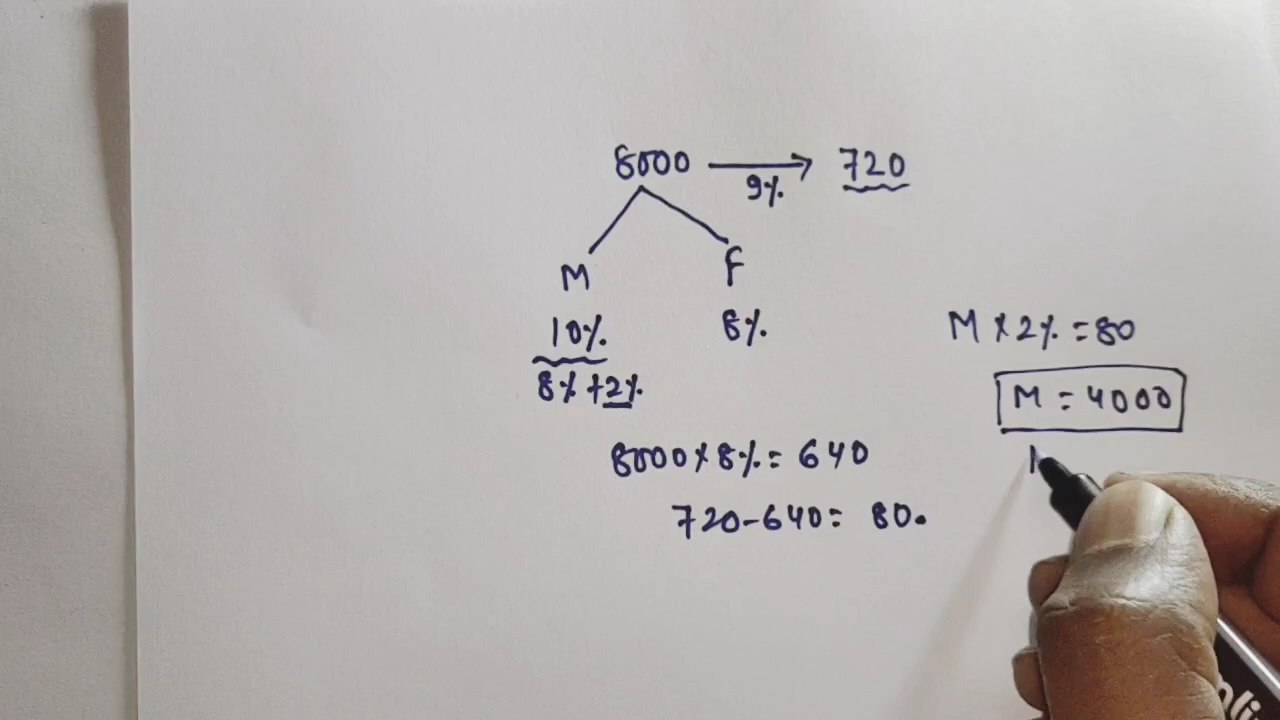 8000 → 720
9%
M F
10% 8%
8% + 2%
8000 × 8% = 640
720 - 640 = 80.
M × 2% = 80
M = 4000